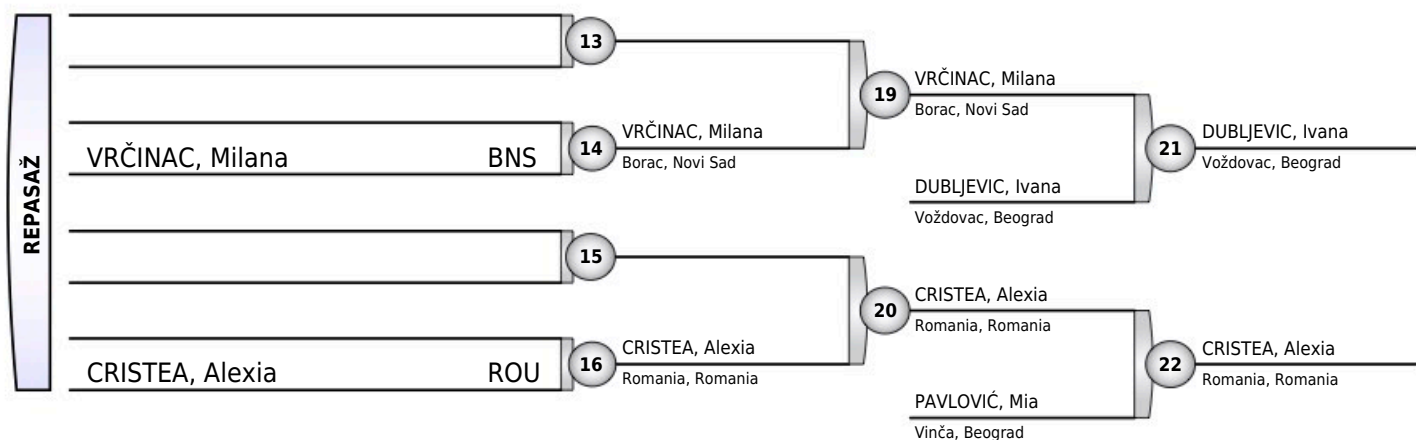 REPASAŽ
13
VRČINAC, Milana BNS
14
VRČINAC, Milana
Borac, Novi Sad
19
VRČINAC, Milana
Borac, Novi Sad
DUBLJEVIC, Ivana
Voždovac, Beograd
21
DUBLJEVIC, Ivana
Voždovac, Beograd
15
CRISTEA, Alexia ROU
16
CRISTEA, Alexia
Romania, Romania
20
CRISTEA, Alexia
Romania, Romania
PAVLOVIĆ, Mia
Vinča, Beograd
22
CRISTEA, Alexia
Romania, Romania